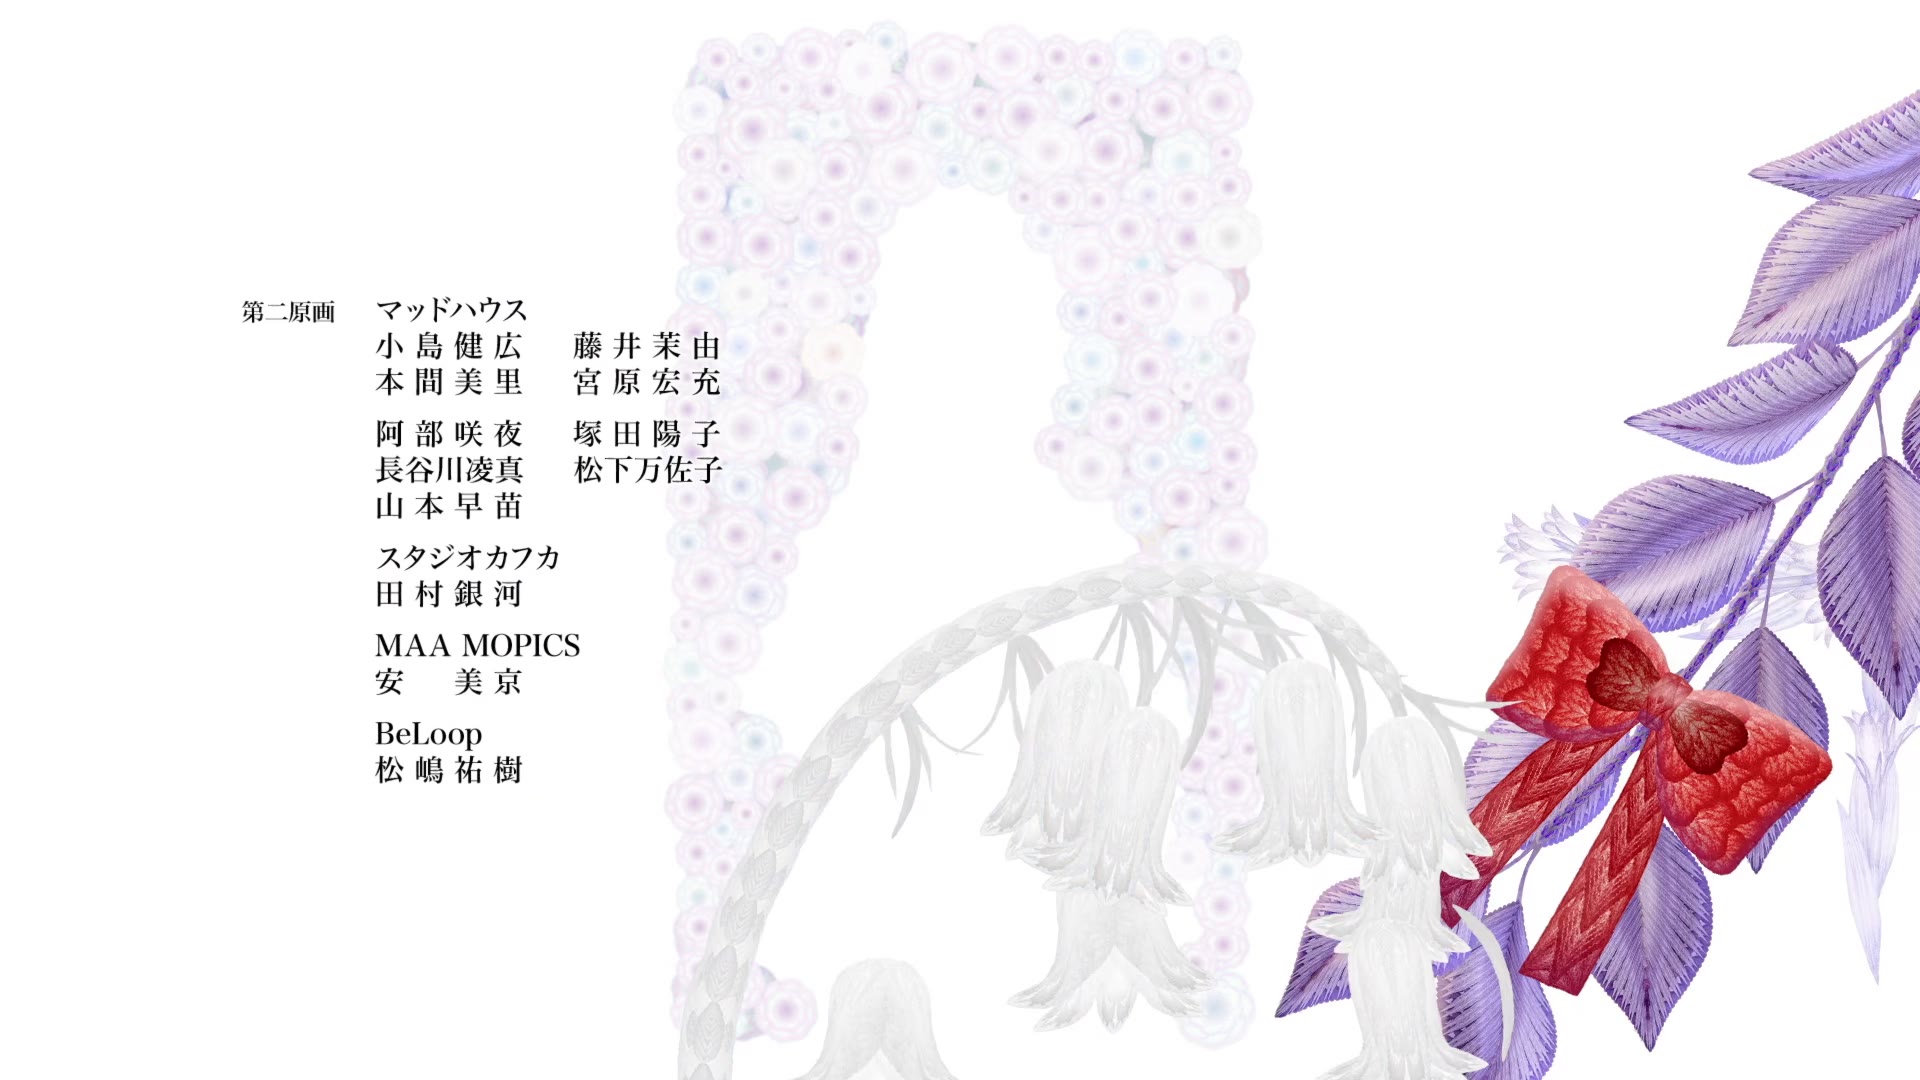 第二原画 マッドハウス
小島健広 藤井茉由
本間美里 宮原宏充
阿部咲夜 塚田陽子
長谷川凌真 松下万佐子
山本早苗
スタジオカフカ
田村銀河
MAA MOPICS
安 美京
BeLoop
松嶋祐樹